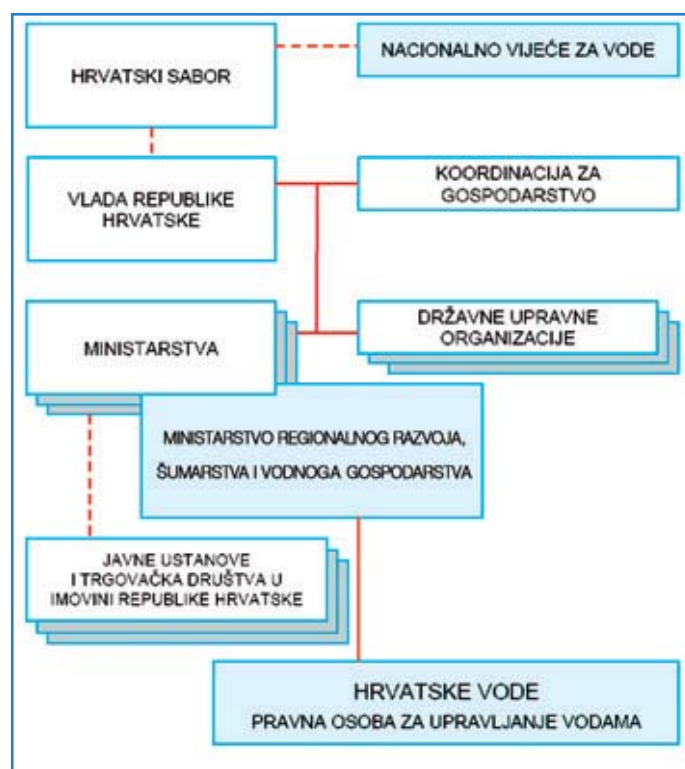 HRVATSKI SABOR
NACIONALNO VIJEĆE ZA VODE
VLADA REPUBLIKE
HRVATSKE
KOORDINACIJA ZA
GOSPODARSTVO
MINISTARSTVA
DRŽAVNE UPRAVNE
ORGANIZACIJE
MINISTARSTVO REGIONALNOG RAZVOJA,
ŠUMARSTVA I VODNOGA GOSPODARSTVA
JAVNE USTANOVE
I TRGOVAČKA DRUŠTVA U
IMOVINI REPUBLIKE HRVATSKE
HRVATSKE VODE
PRAVNA OSOBA ZA UPRAVLJANJE VODAMA